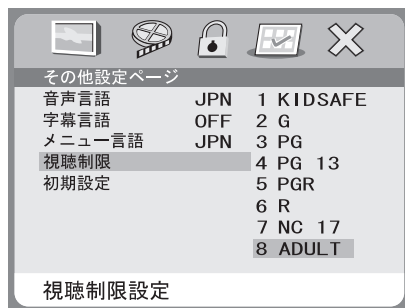 その他設定ページ
音声言語 JPN 1 KIDSAFE
字幕言語 OFF 2 G
メニュー言語 JPN 3 PG
視聴制限 4 PG 13
初期設定 5 PGR
6 R
7 NC 17
8 ADULT
視聴制限設定